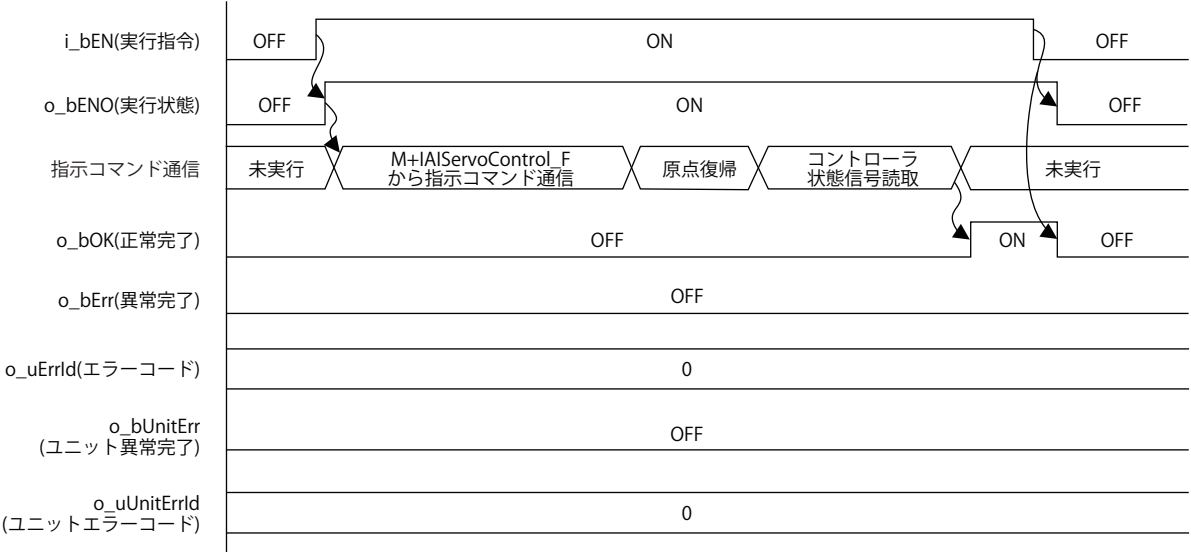 i_bEN(実行指令) OFF ON OFF
o_bENO(実行状態) OFF ON OFF
指示コマンド通信 未実行 M+IAIServoControl_F
から指示コマンド通信 原点復帰 コントローラ
状態信号読取 未実行
o_bOK(正常完了) OFF ON OFF
o_bErr(異常完了) OFF
o_uErrId(エラーコード) 0
o_bUnitErr
(ユニット異常完了) OFF
o_uUnitErrId
(ユニットエラーコード) 0